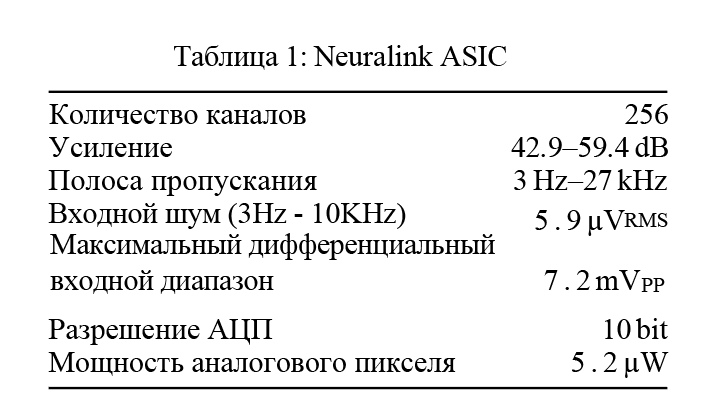 Таблица 1: Neuralink ASIC
Количество каналов 256
Усиление 42.9–59.4 dB
Полоса пропускания 3 Hz–27 kHz
Входной шум (3Hz - 10KHz) 5.9 µVRMS
Максимальный дифференциальный
входной диапазон 7.2 mVPP
Разрешение АЦП 10 bit
Мощность аналогового пикселя 5.2 µW